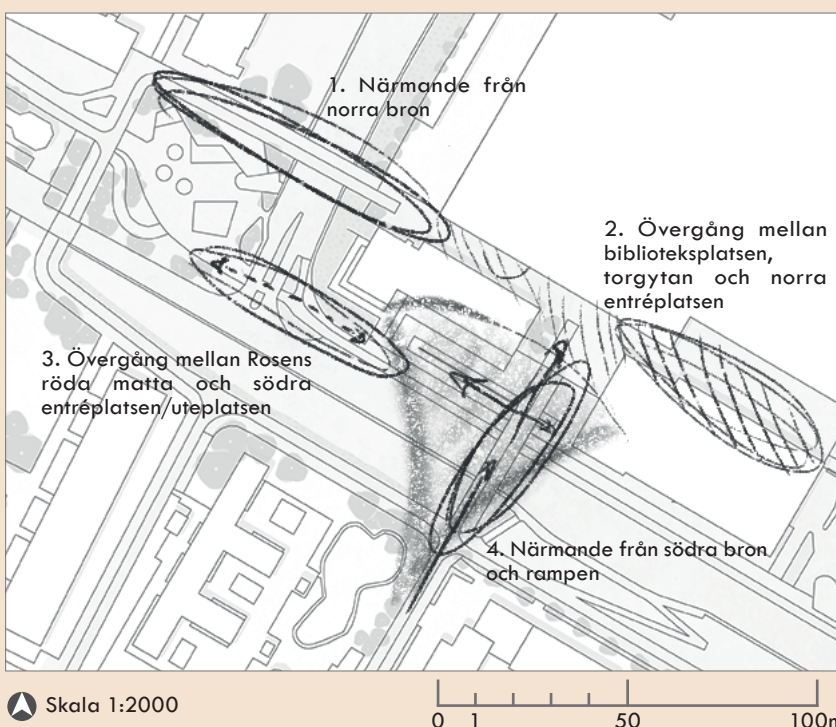 1. Närmande från
norra bron
2. Övergång mellan
biblioteksplatsen,
torgytan och norra
entréplatsen
3. Övergång mellan Rosens
röda matta och södra
entréplatsen/uteplatsen
4. Närmande från södra bron
och rampen
Skala 1:2000
0 1 50 100m